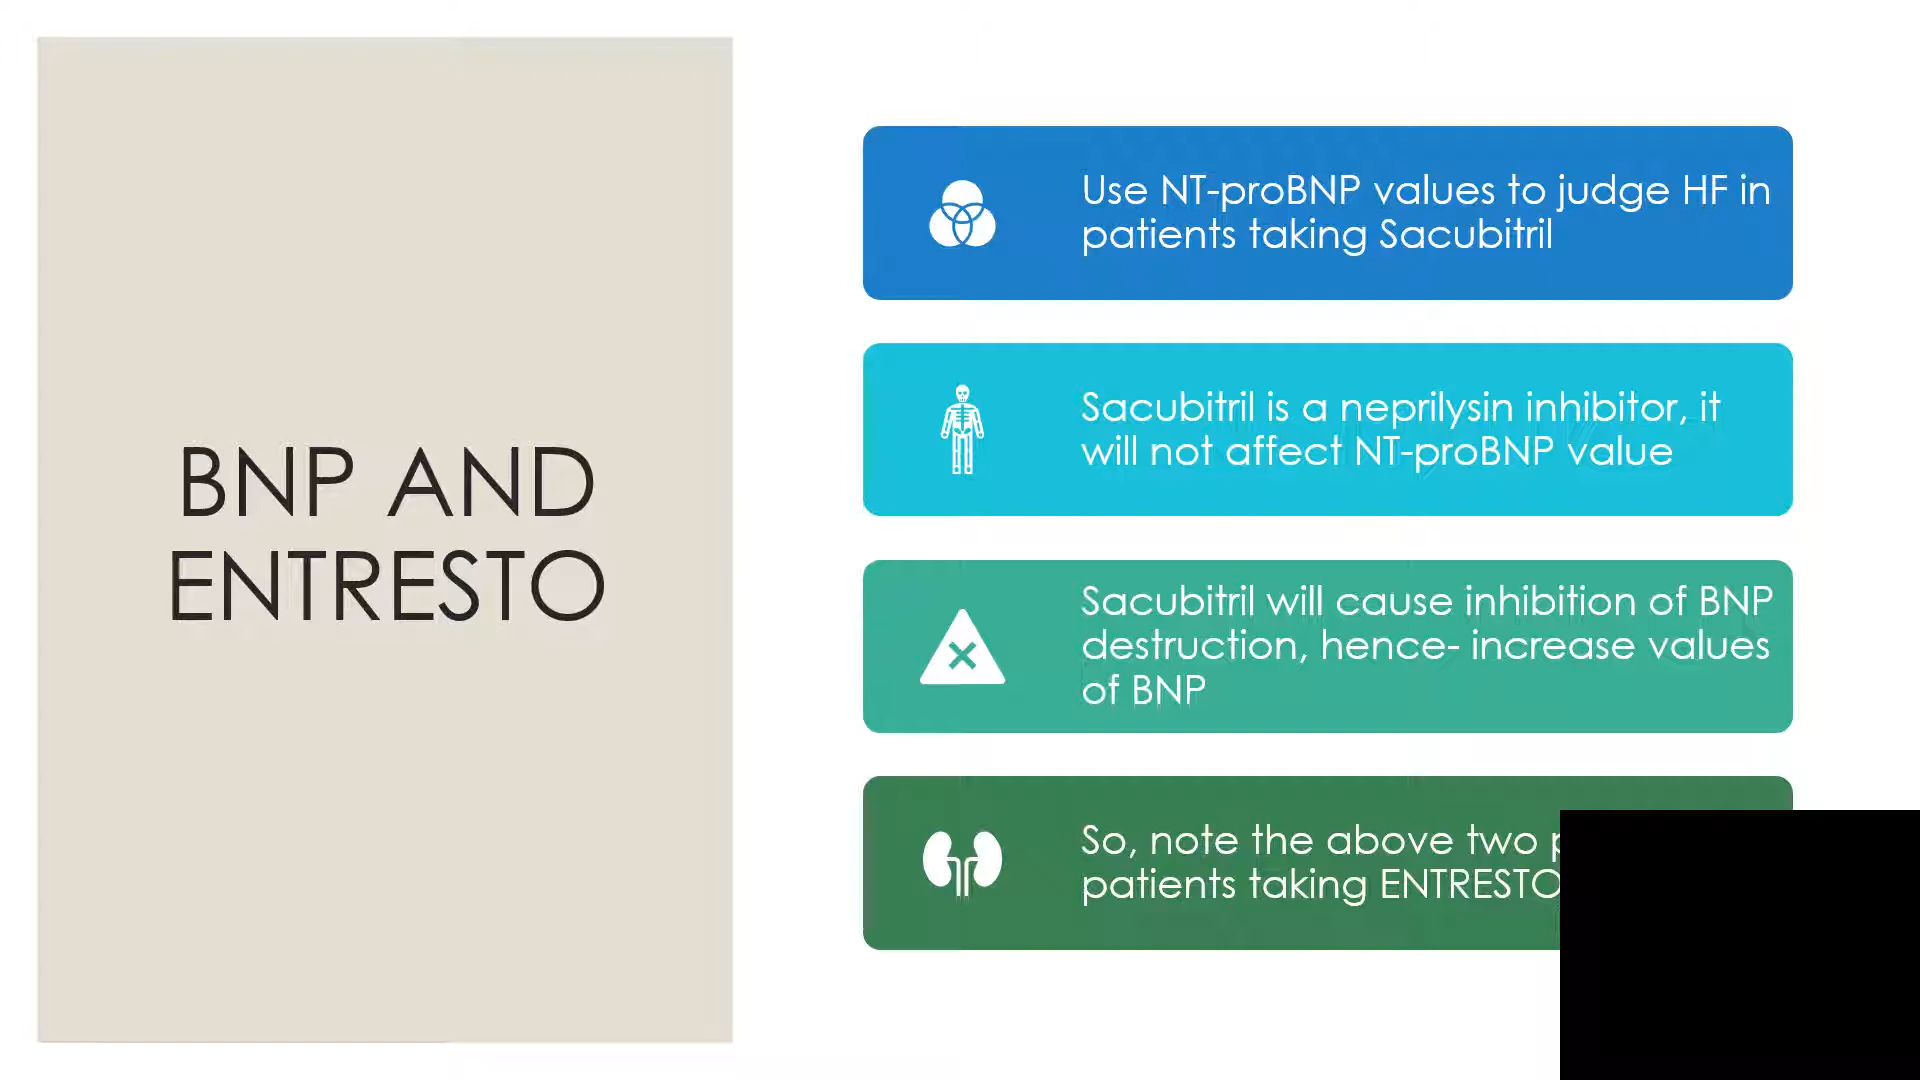 BNP AND
ENTRESTO
Use NT-proBNP values to judge HF in
patients taking Sacubitril
Sacubitril is a neprilysin inhibitor, it
will not affect NT-proBNP value
Sacubitril will cause inhibition of BNP
destruction, hence- increase values
of BNP
So, note the above two
patients taking ENTRESTO